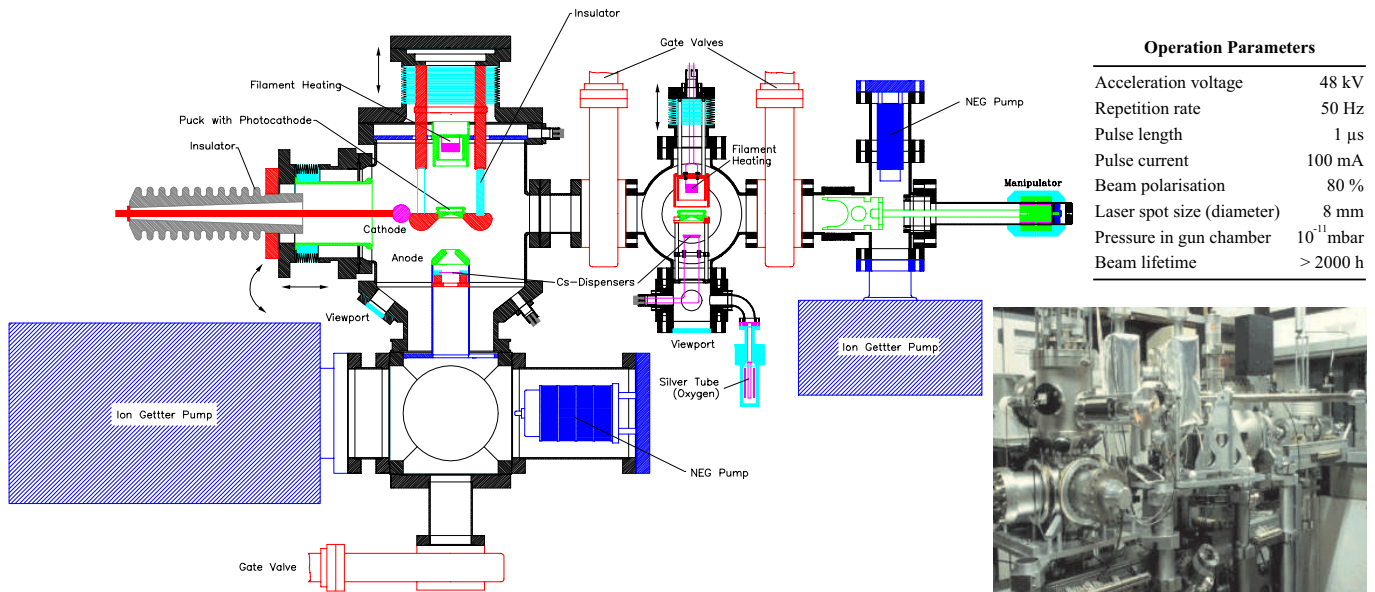 Insulator
Gate Valves
Filament Heating
Puck with Photocathode
Insulator
NEG Pump
Filament
Heating
Manipulator
Cathode
Anode
Cs-Dispensers
Viewport
Viewport
Ion Gettter Pump
Silver Tube
(Oxygen)
Ion Gettter Pump
NEG Pump
Gate Valve
Operation Parameters
Acceleration voltage 48 kV
Repetition rate 50 Hz
Pulse length 1 µs
Pulse current 100 mA
Beam polarisation 80 %
Laser spot size (diameter) 8 mm
Pressure in gun chamber 10⁻¹¹mbar
Beam lifetime > 2000 h